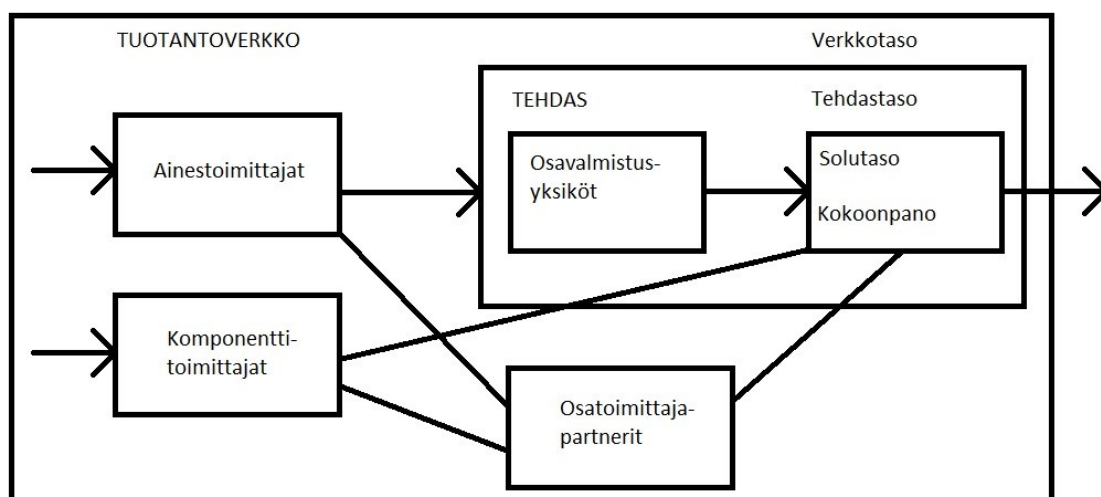 TUOTANTOVERKKO
Verkkotaso
TEHDAS
Tehdastaso
Ainestoimittajat
Osavalmistus-
yksiköt
Solutaso
Kokoonpano
Komponentti-
toimittajat
Osatoimittaja-
partnerit